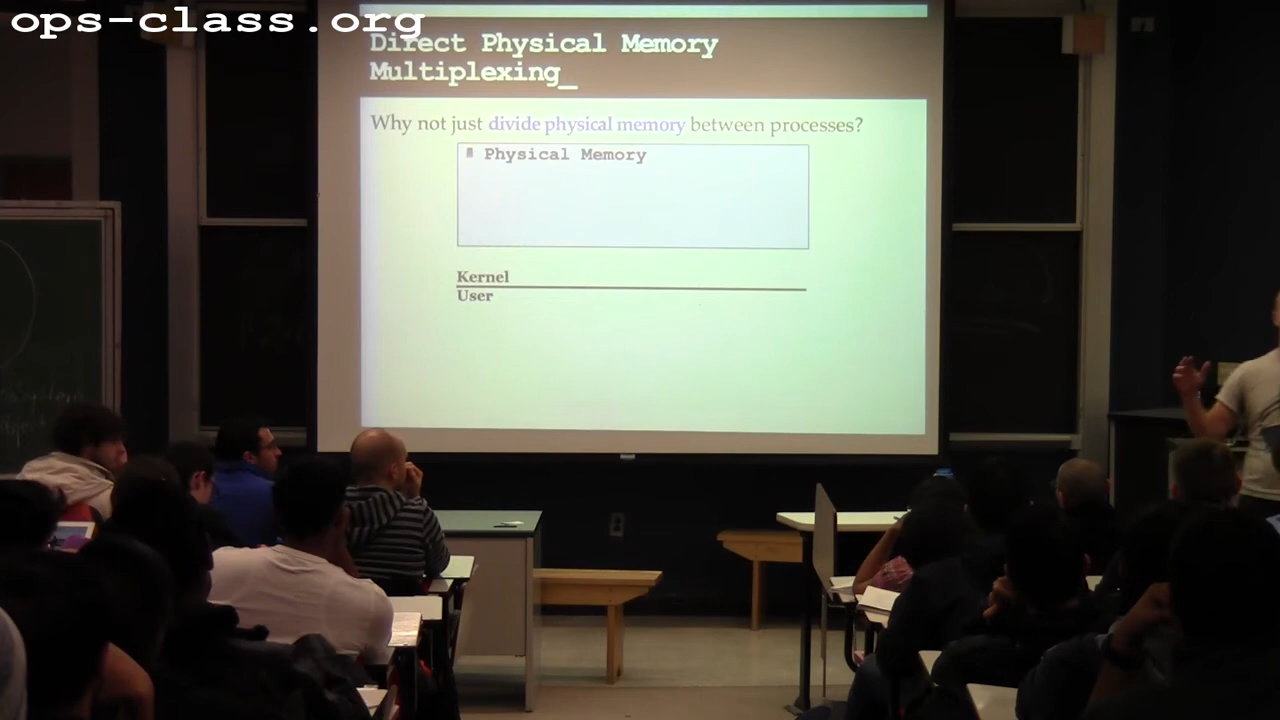 ops-class.org
Direct Physical Memory
Multiplexing_
Why not just divide physical memory between processes?
# Physical Memory
Kernel
User